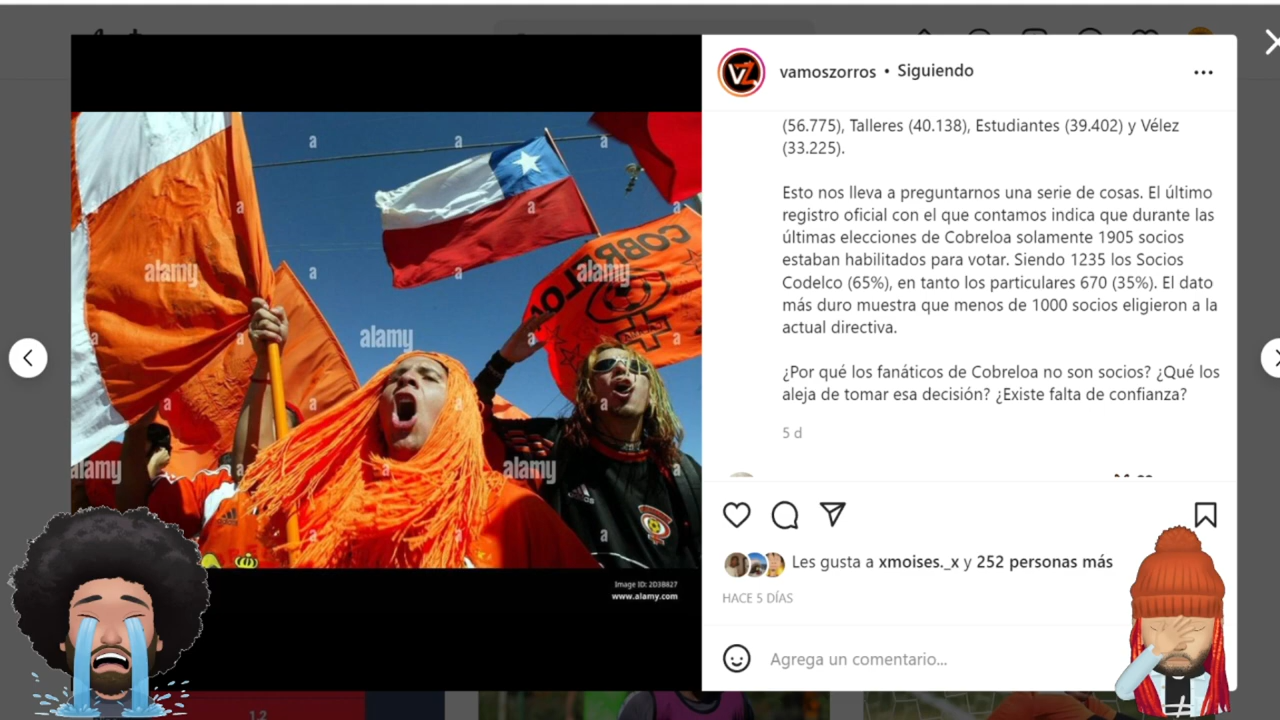 vamoszorros • Siguiendo
(56.775), Talleres (40.138), Estudiantes (39.402) y Vélez
(33.225).
Esto nos lleva a preguntarnos una serie de cosas. El último
registro oficial con el que contamos indica que durante las
últimas elecciones de Cobreloa solamente 1905 socios
estaban habilitados para votar. Siendo 1235 los Socios
Codelco (65%), en tanto los particulares 670 (35%). El dato
más duro muestra que menos de 1000 socios eligieron a la
actual directiva.
¿Por qué los fanáticos de Cobreloa no son socios? ¿Qué los
aleja de tomar esa decisión? ¿Existe falta de confianza?
5 d
Les gusta a xmoises._x y 252 personas más
HACE 5 DÍAS
Agrega un comentario...
VZ
a a a
a a a
alamy alamy
a a
alamy
a a
a a a
alamy a a alamy a
a
COBRELOA
adidas
Image ID: 2D3B827
www.alamy.com
12